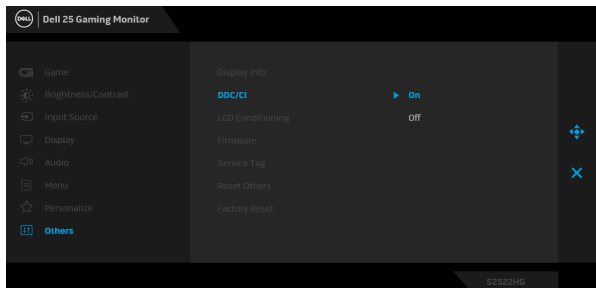 DELL Dell 25 Gaming Monitor
Game
Brightness/Contrast
Input Source
Display
Audio
Menu
Personalize
Others
Display Info
DDC/CI On
LCD Conditioning Off
Firmware
Service Tag
Reset Others
Factory Reset
S2522HG